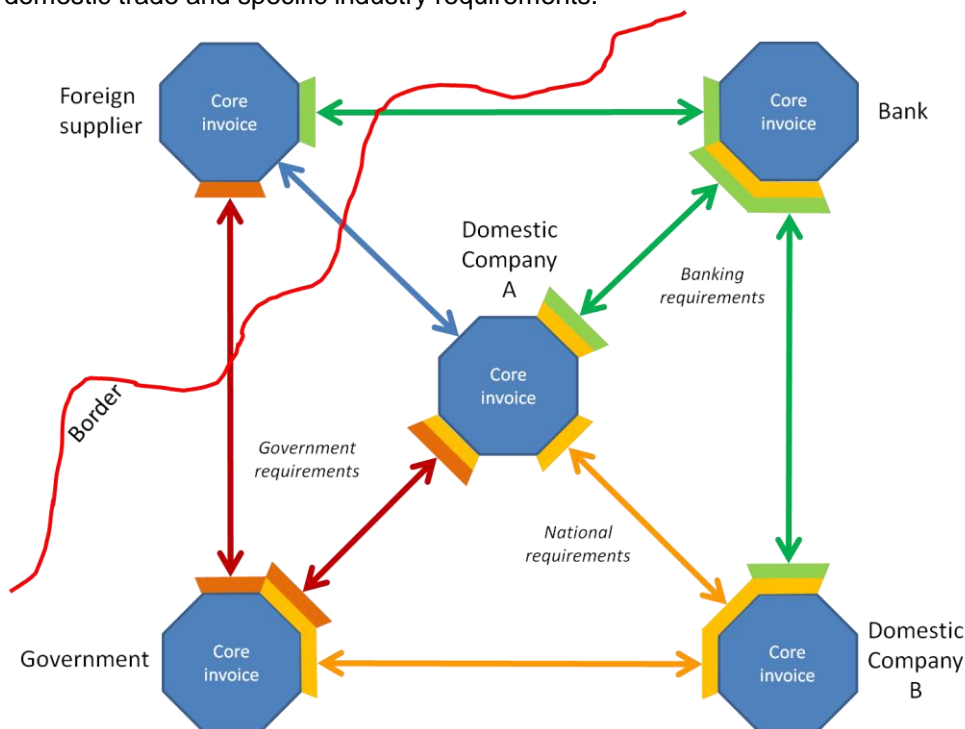 domestic trade and specific industry requirements.
Foreign
supplier
Core
invoice
Core
invoice
Bank
Domestic
Company
A
Banking
requirements
Core
invoice
Border
Government
requirements
National
requirements
Government
Core
invoice
Core
invoice
Domestic
Company
B